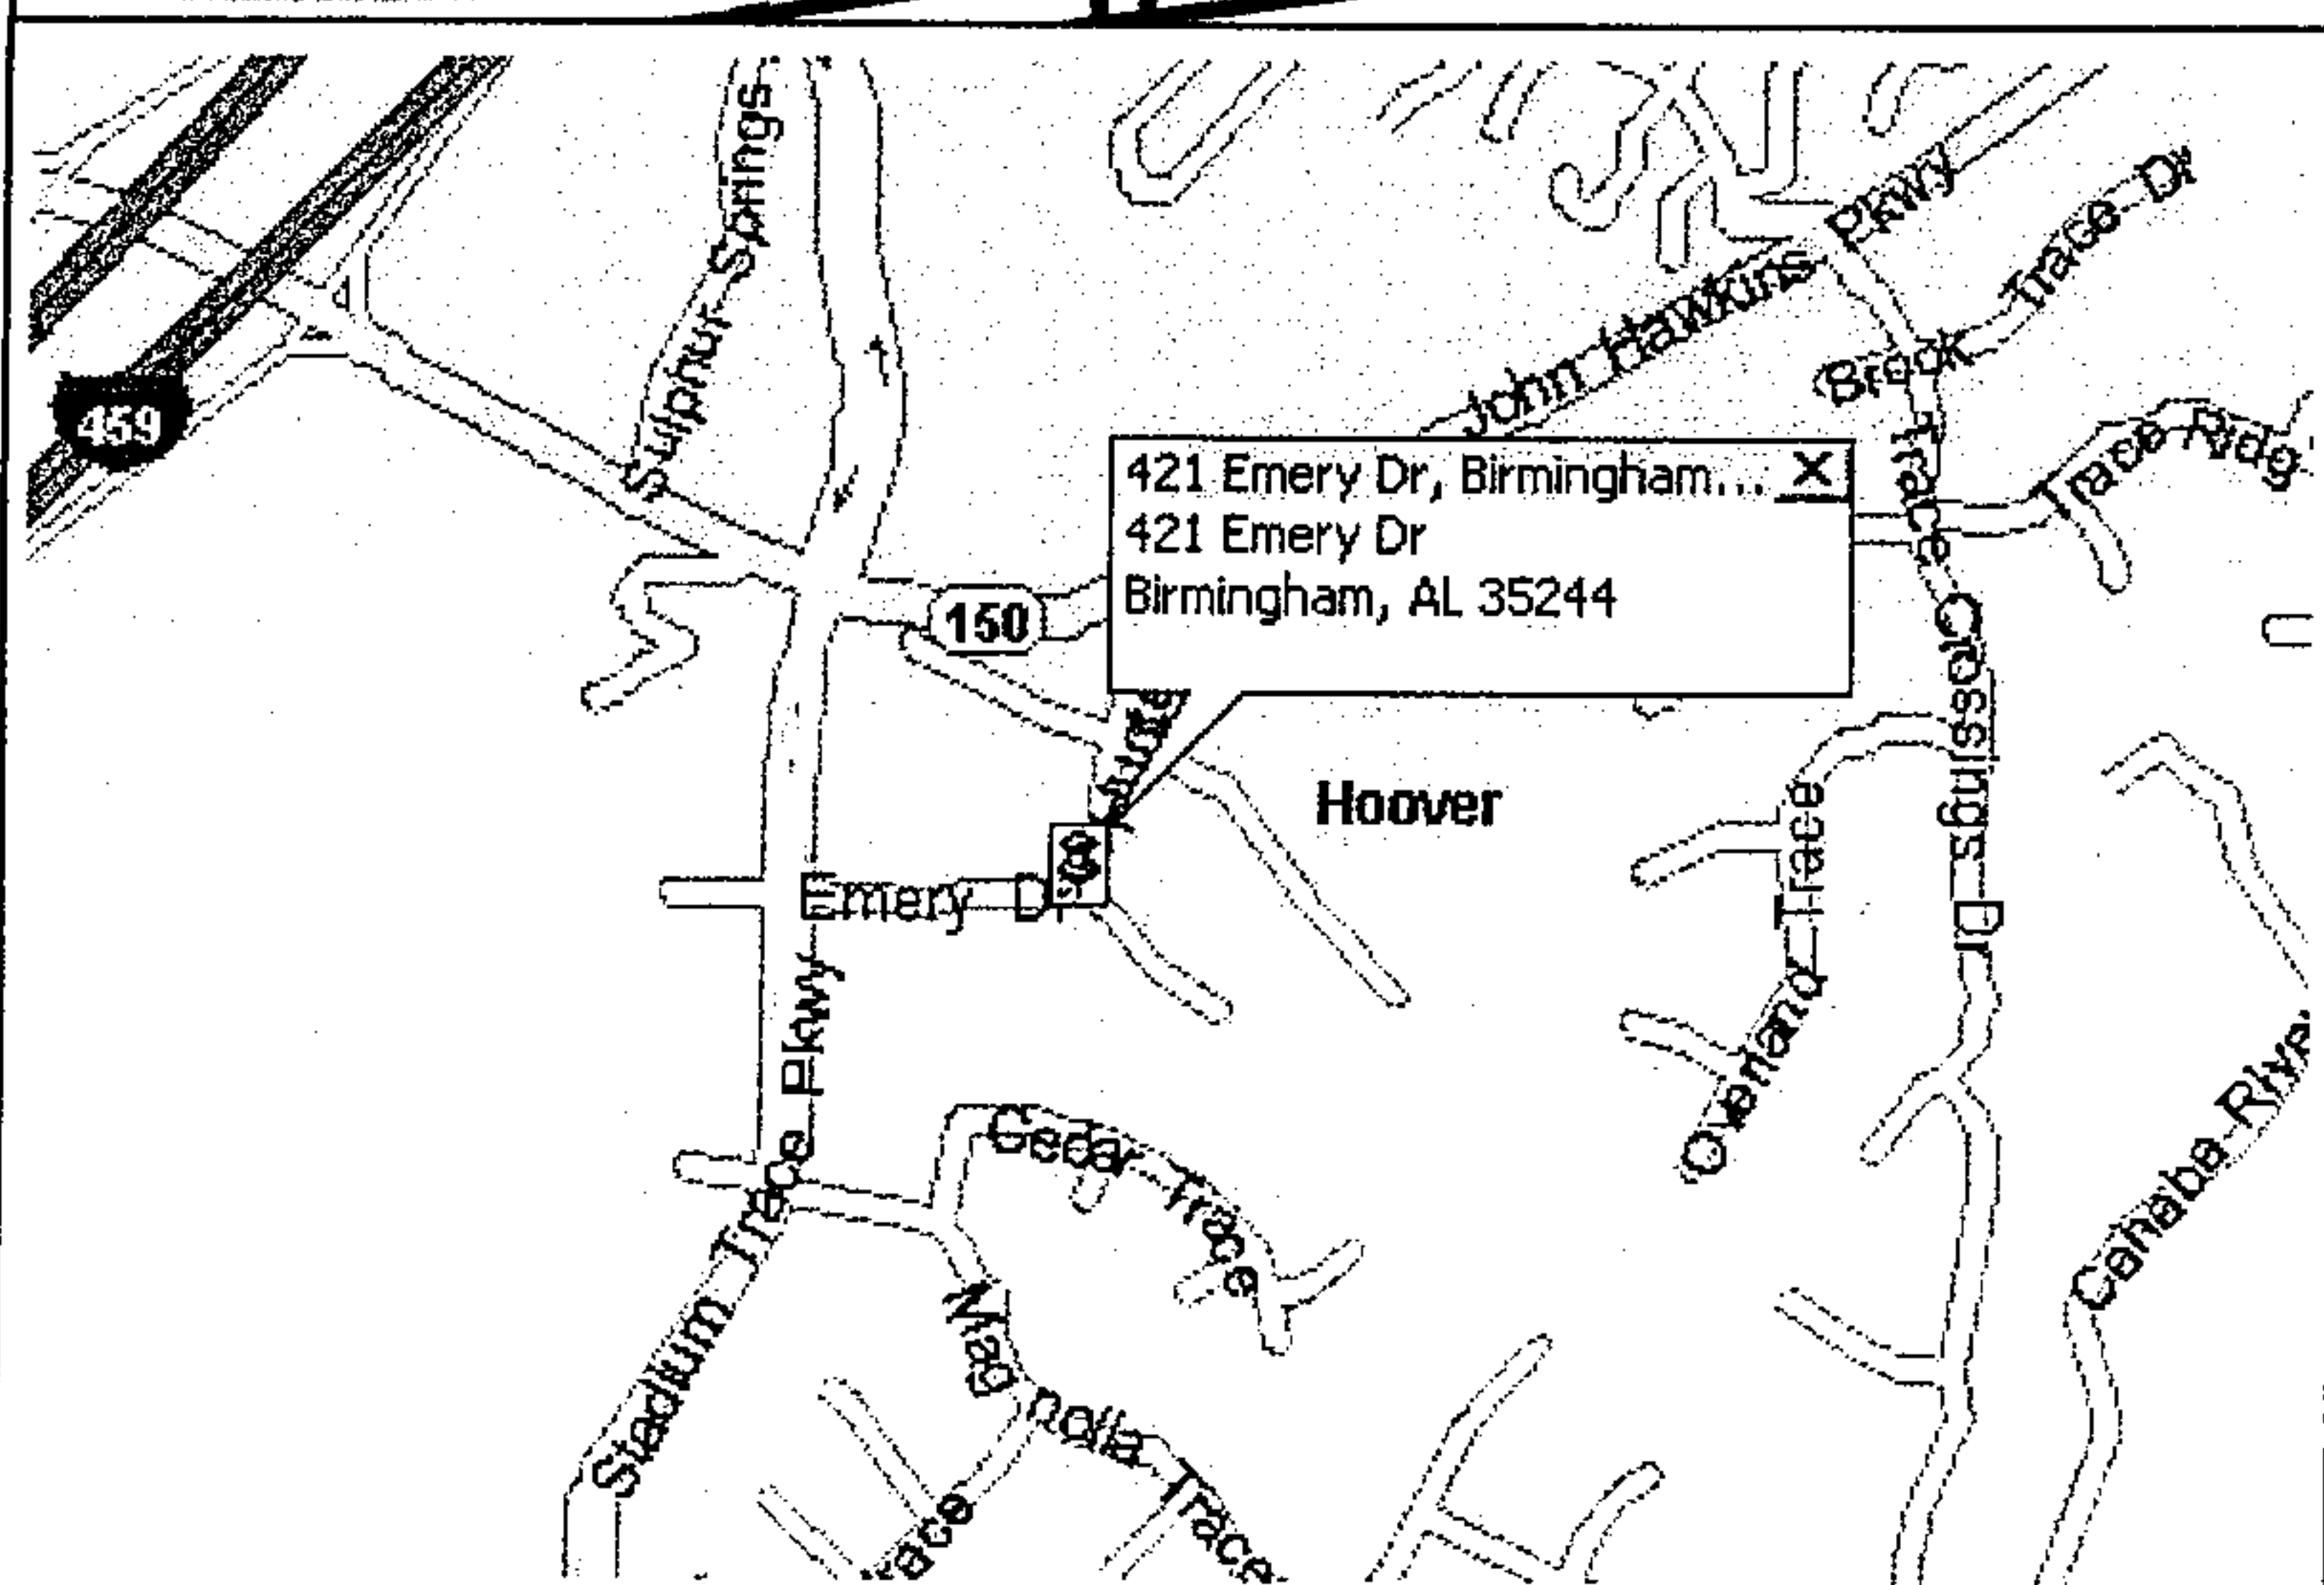 Sulphur Springs
John Hawkins Pkwy
Brock Trace Dr
459
421 Emery Dr, Birmingham... X
421 Emery Dr
Birmingham, AL 35244
Trace Ridg
150
Trace Crossings Dr
Hoover
Emery Dr
Overland Trace
Stadium Trace Pkwy
Cedar Trace
Cahaba Rive
Magnolia Trace
race